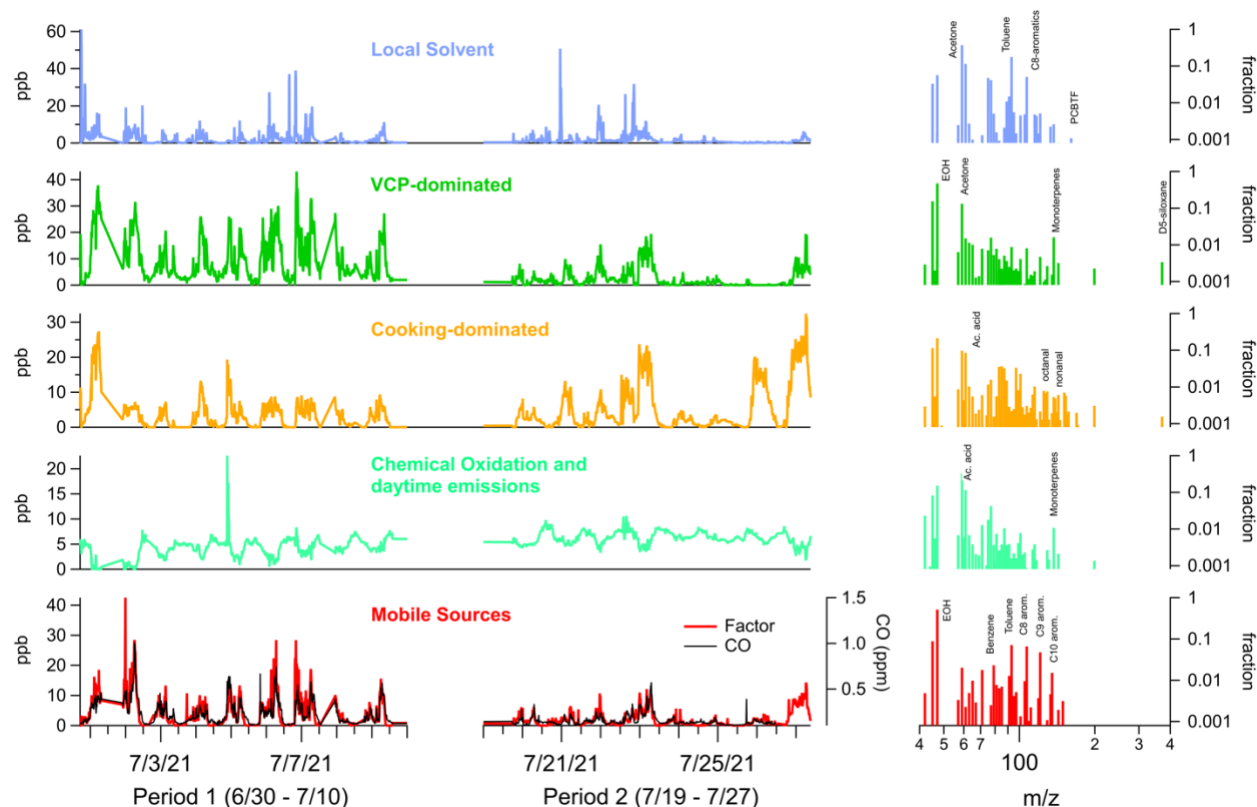 Local Solvent
ppb
60
40
20
0
Acetone
Toluene
C8-aromatics
PCBTF
1
0.1
0.01
0.001
fraction
VCP-dominated
ppb
40
30
20
10
0
EOH
Acetone
Monoterpenes
D5-siloxane
1
0.1
0.01
0.001
fraction
Cooking-dominated
ppb
30
20
10
0
Ac. acid
octanal
nonanal
1
0.1
0.01
0.001
fraction
Chemical Oxidation and
daytime emissions
ppb
20
15
10
5
0
Ac. acid
Monoterpenes
1
0.1
0.01
0.001
fraction
Mobile Sources
ppb
40
30
20
10
0
Factor
CO
1.5
1.0
0.5
CO (ppm)
EOH
Benzene
Toluene
C8 arom.
C9 arom.
C10 arom.
1
0.1
0.01
0.001
fraction
7/3/21
7/7/21
7/21/21
7/25/21
4
5
6
7
100
2
3
4
Period 1 (6/30 - 7/10)
Period 2 (7/19 - 7/27)
m/z